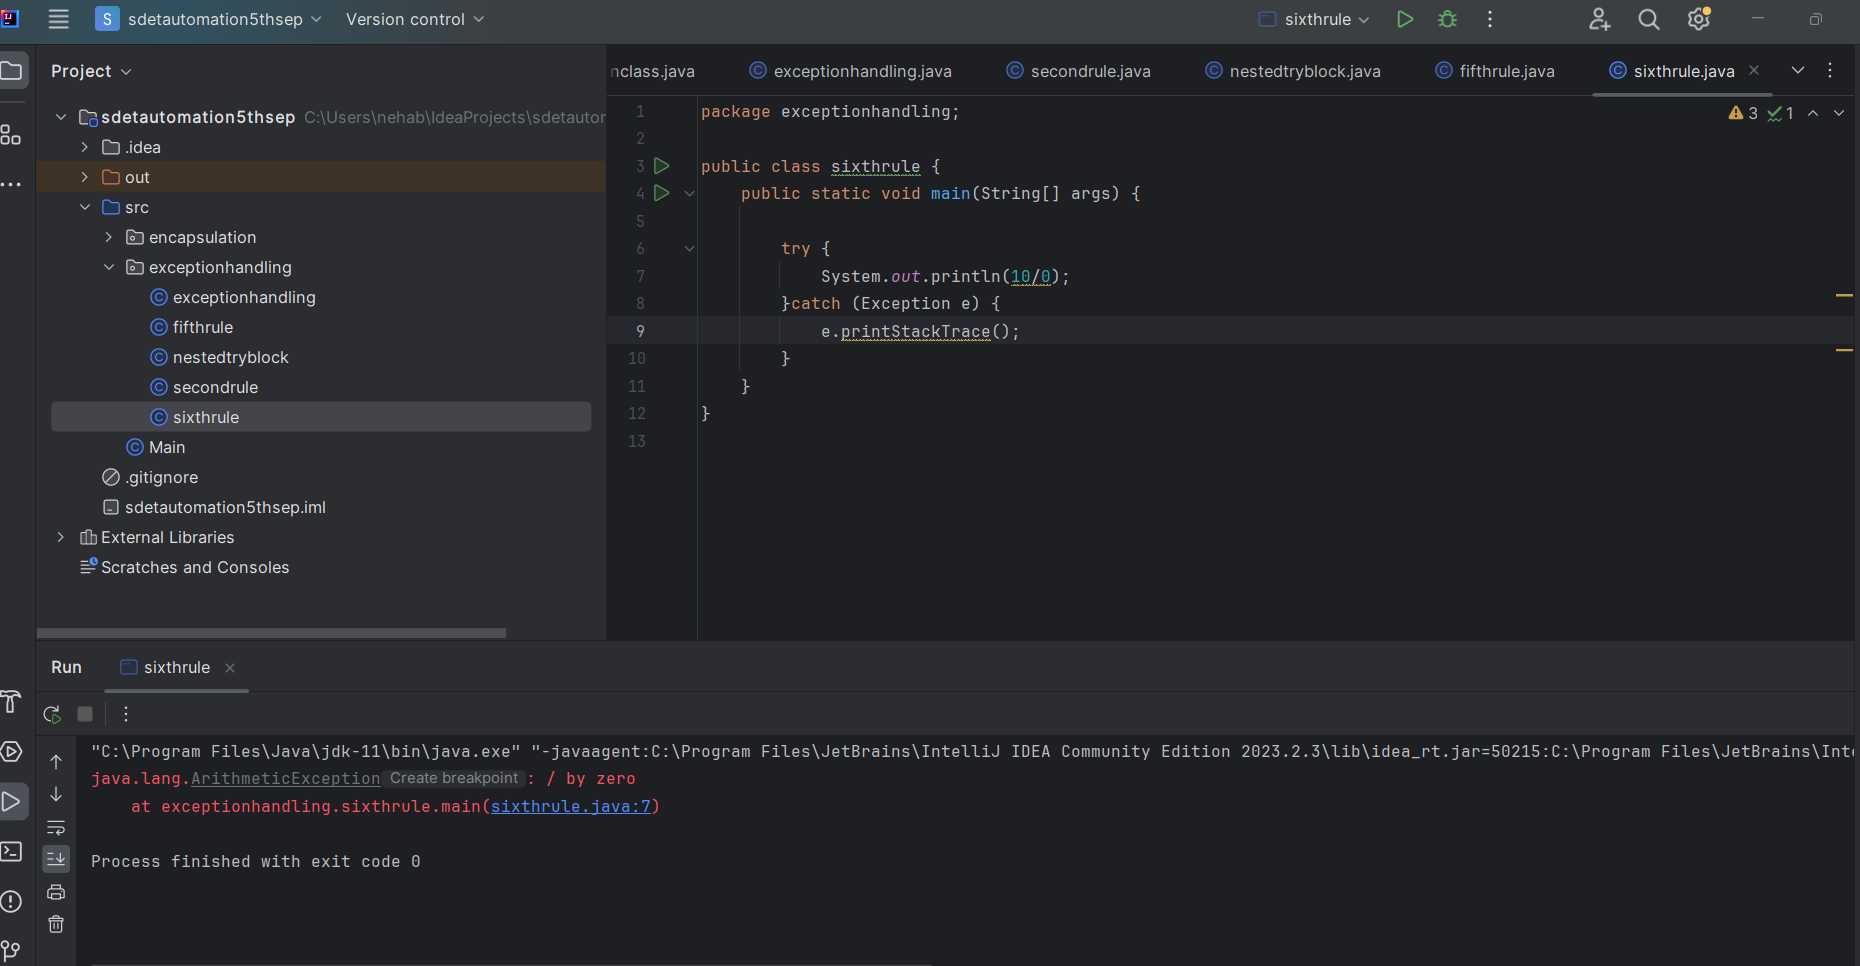 S sdetautomation5thsep Version control sixthrule
Project
sdetautomation5thsep C:\Users\nehab\IdeaProjects\sdetautor
.idea
out
src
encapsulation
exceptionhandling
exceptionhandling
fifthrule
nestedtryblock
secondrule
sixthrule
Main
.gitignore
sdetautomation5thsep.iml
External Libraries
Scratches and Consoles
nclass.java exceptionhandling.java secondrule.java nestedtryblock.java fifthrule.java sixthrule.java
3 1
1 package exceptionhandling;
2
3 public class sixthrule {
4 public static void main(String[] args) {
5
6 try {
7 System.out.println(10/0);
8 }catch (Exception e) {
9 e.printStackTrace();
10 }
11 }
12 }
13
Run sixthrule
"C:\Program Files\Java\jdk-11\bin\java.exe" "-javaagent:C:\Program Files\JetBrains\IntelliJ IDEA Community Edition 2023.2.3\lib\idea_rt.jar=50215:C:\Program Files\JetBrains\Inte
java.lang.ArithmeticException Create breakpoint : / by zero
at exceptionhandling.sixthrule.main(sixthrule.java:7)
Process finished with exit code 0